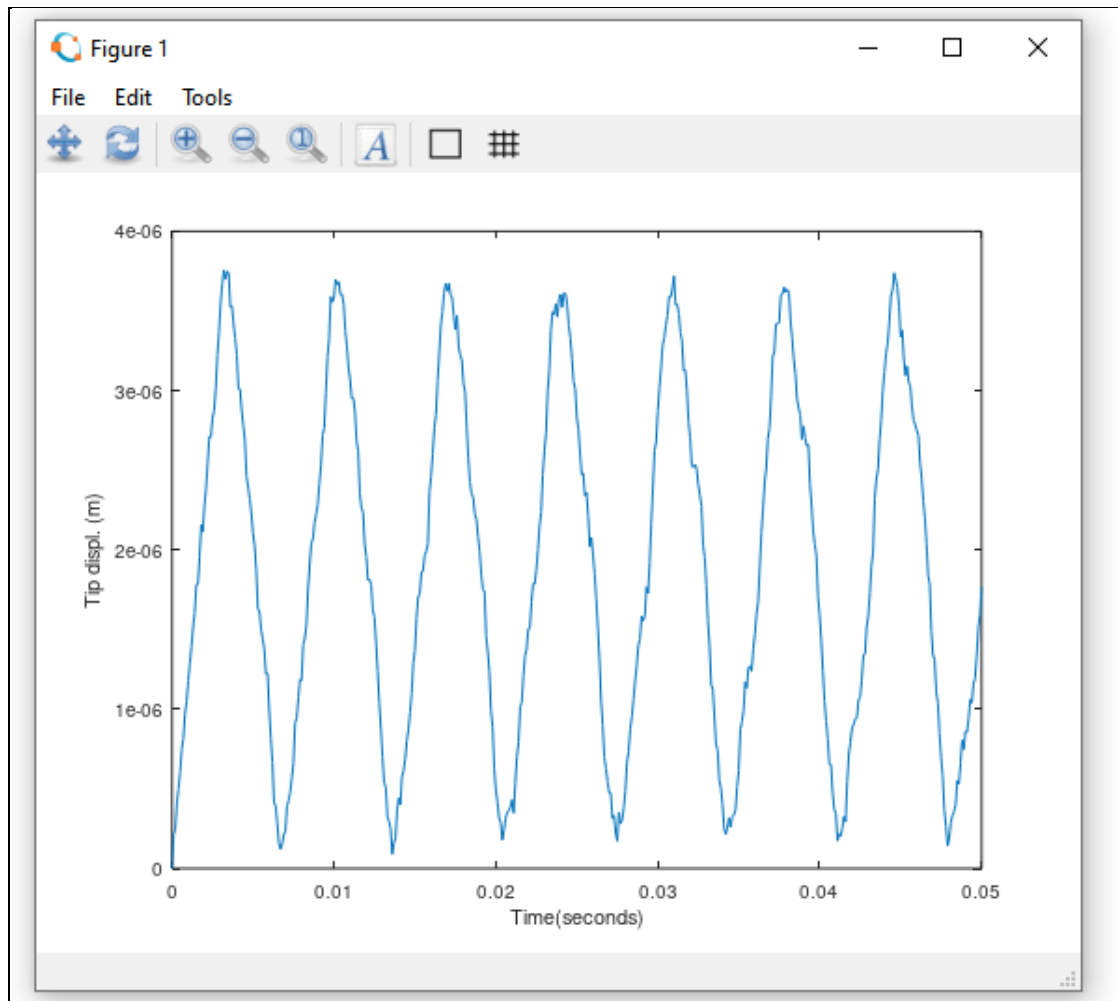 Figure 1
File Edit Tools
A
4e-06
3e-06
2e-06
1e-06
0
Tip displ. (m)
0 0.01 0.02 0.03 0.04 0.05
Time(seconds)